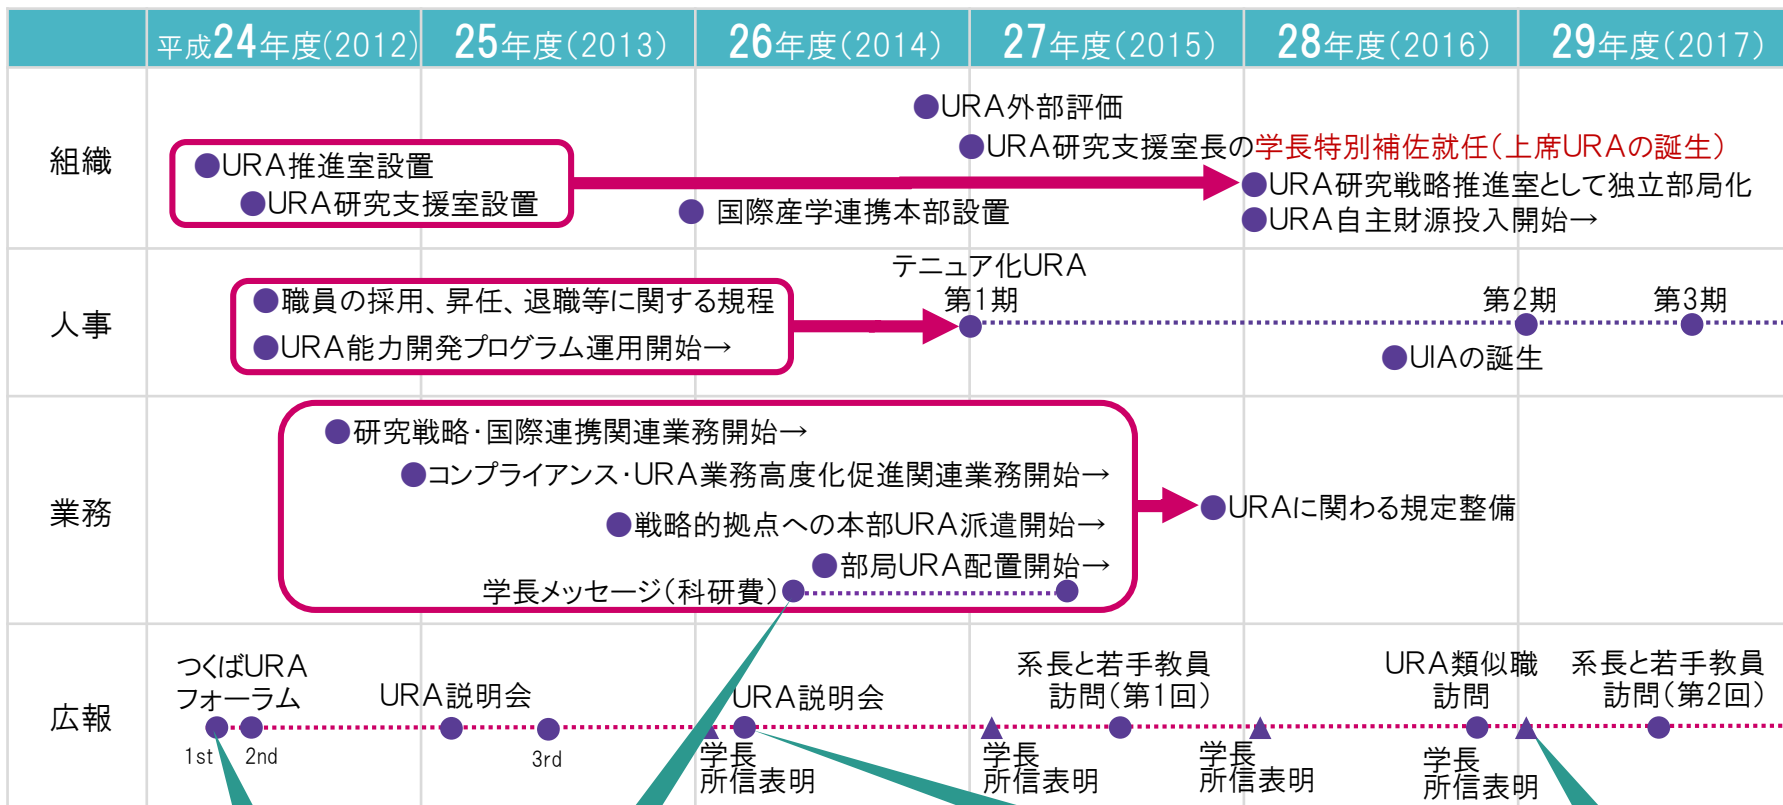 平成24年度(2012)
25年度(2013)
26年度(2014)
27年度(2015)
28年度(2016)
29年度(2017)
組織
●URA外部評価
●URA研究支援室長の学長特別補佐就任(上席URAの誕生)
●URA推進室設置
●URA研究支援室設置
●URA研究戦略推進室として独立部局化
●国際産学連携本部設置
●URA自主財源投入開始→
人事
テニュア化URA
第1期
第2期
第3期
●職員の採用、昇任、退職等に関する規程
●URA能力開発プログラム運用開始→
●UIAの誕生
業務
●研究戦略・国際連携関連業務開始→
●コンプライアンス・URA業務高度化促進関連業務開始→
●戦略的拠点への本部URA派遣開始→
●部局URA配置開始→
学長メッセージ(科研費)
●URAに関わる規定整備
広報
つくばURA
フォーラム
1st
2nd
URA説明会
3rd
URA説明会
学長
所信表明
系長と若手教員
訪問(第1回)
学長
所信表明
学長
所信表明
URA類似職
訪問
学長
所信表明
系長と若手教員
訪問(第2回)